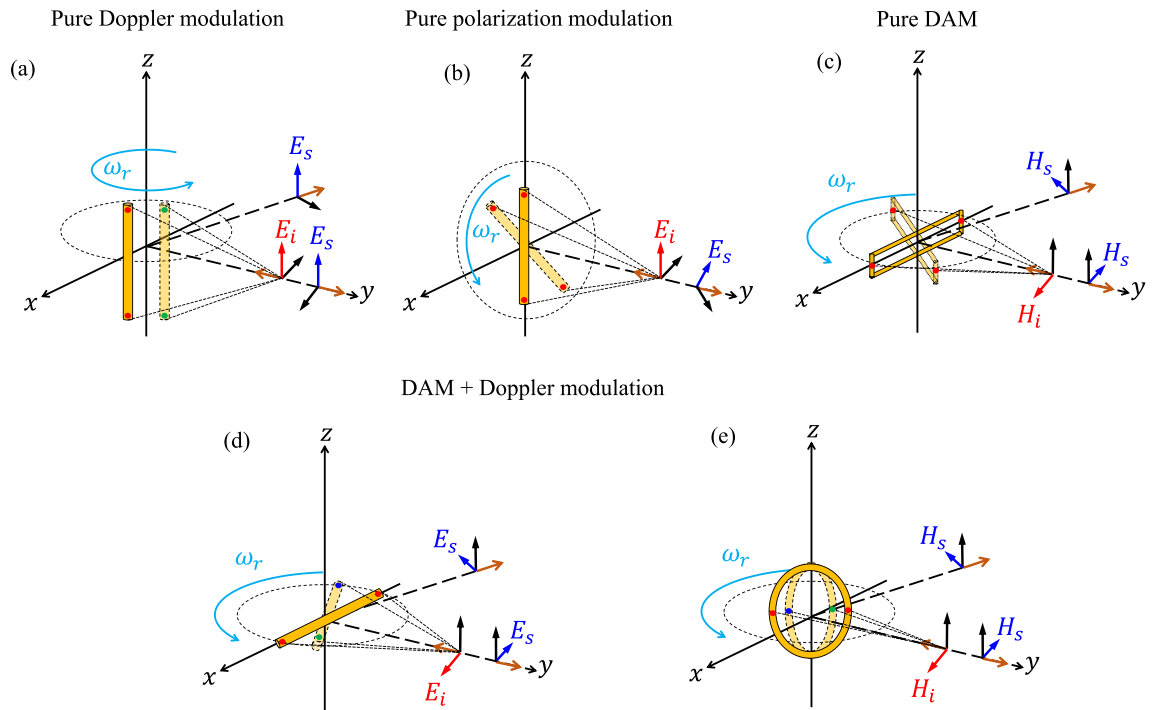 Pure Doppler modulation
Pure polarization modulation
Pure DAM
(a)
z
ω_r
E_s
E_i
E_s
x
y
(b)
z
ω_r
E_i
E_s
x
y
(c)
z
ω_r
H_s
H_s
H_i
x
y
DAM + Doppler modulation
(d)
z
ω_r
E_s
E_s
E_i
x
y
(e)
z
ω_r
H_s
H_s
H_i
x
y